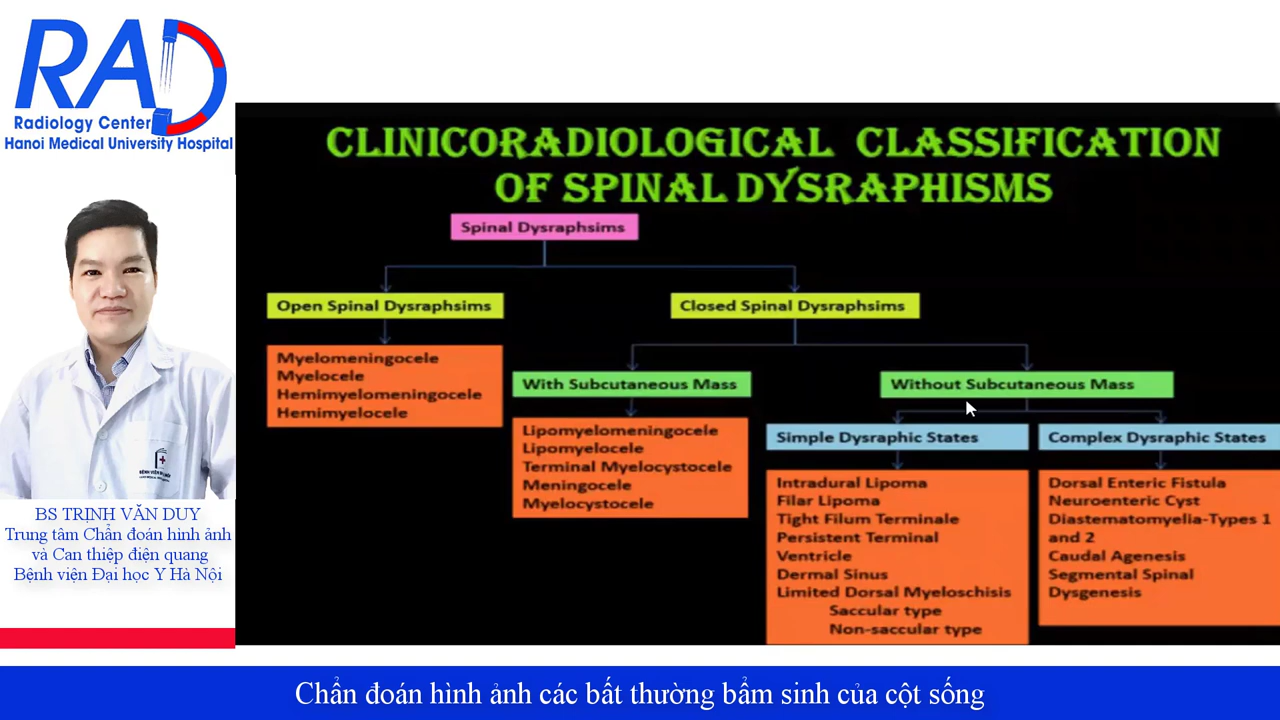 RAD
Radiology Center
Hanoi Medical University Hospital
BS TRỊNH VĂN DUY
Trung tâm Chẩn đoán hình ảnh
và Can thiệp điện quang
Bệnh viện Đại học Y Hà Nội
CLINICORADIOLOGICAL CLASSIFICATION
OF SPINAL DYSRAPHISMS
Spinal Dysraphsims
Open Spinal Dysraphsims
Closed Spinal Dysraphsims
Myelomeningocele
Myelocele
Hemimyelomeningocele
Hemimyelocele
With Subcutaneous Mass
Without Subcutaneous Mass
Lipomyelomeningocele
Lipomyelocele
Terminal Myelocystocele
Meningocele
Myelocystocele
Simple Dysraphic States
Complex Dysraphic States
Intradural Lipoma
Filar Lipoma
Tight Filum Terminale
Persistent Terminal
Ventricle
Dermal Sinus
Limited Dorsal Myeloschisis
Saccular type
Non-saccular type
Dorsal Enteric Fistula
Neuroenteric Cyst
Diastematomyelia-Types 1
and 2
Caudal Agenesis
Segmental Spinal
Dysgenesis
Chẩn đoán hình ảnh các bất thường bẩm sinh của cột sống